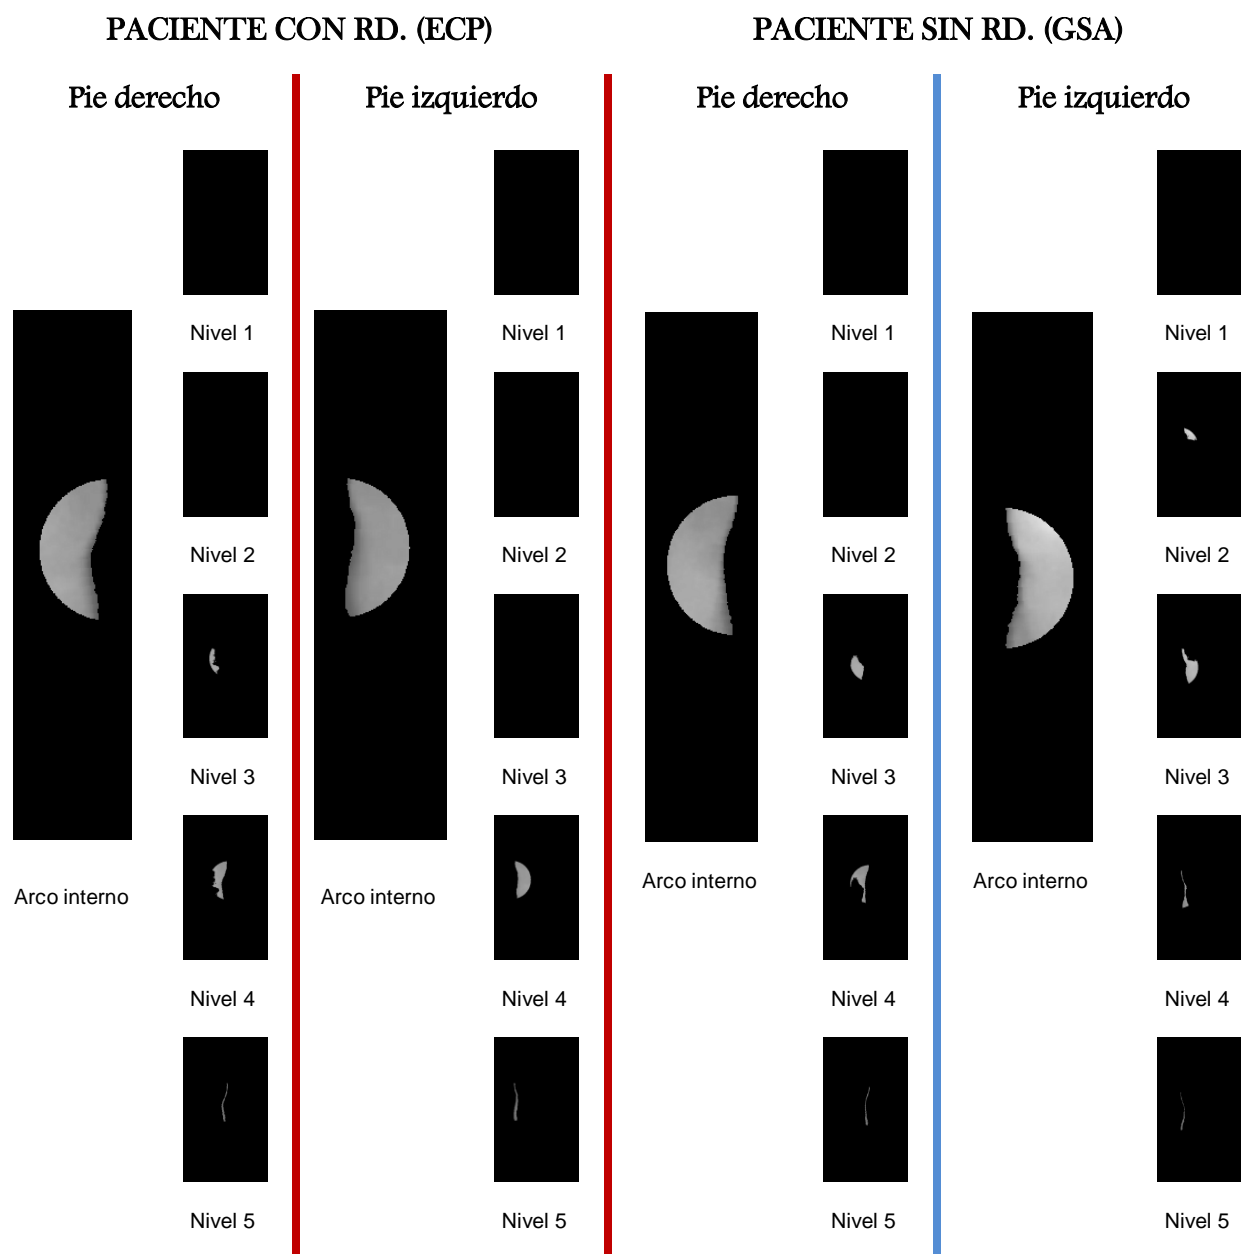 PACIENTE CON RD. (ECP)
PACIENTE SIN RD. (GSA)
Pie derecho
Pie izquierdo
Pie derecho
Pie izquierdo
Nivel 1
Nivel 1
Nivel 1
Nivel 1
Nivel 2
Nivel 2
Nivel 2
Nivel 2
Nivel 3
Nivel 3
Nivel 3
Nivel 3
Arco interno
Arco interno
Arco interno
Arco interno
Nivel 4
Nivel 4
Nivel 4
Nivel 4
Nivel 5
Nivel 5
Nivel 5
Nivel 5